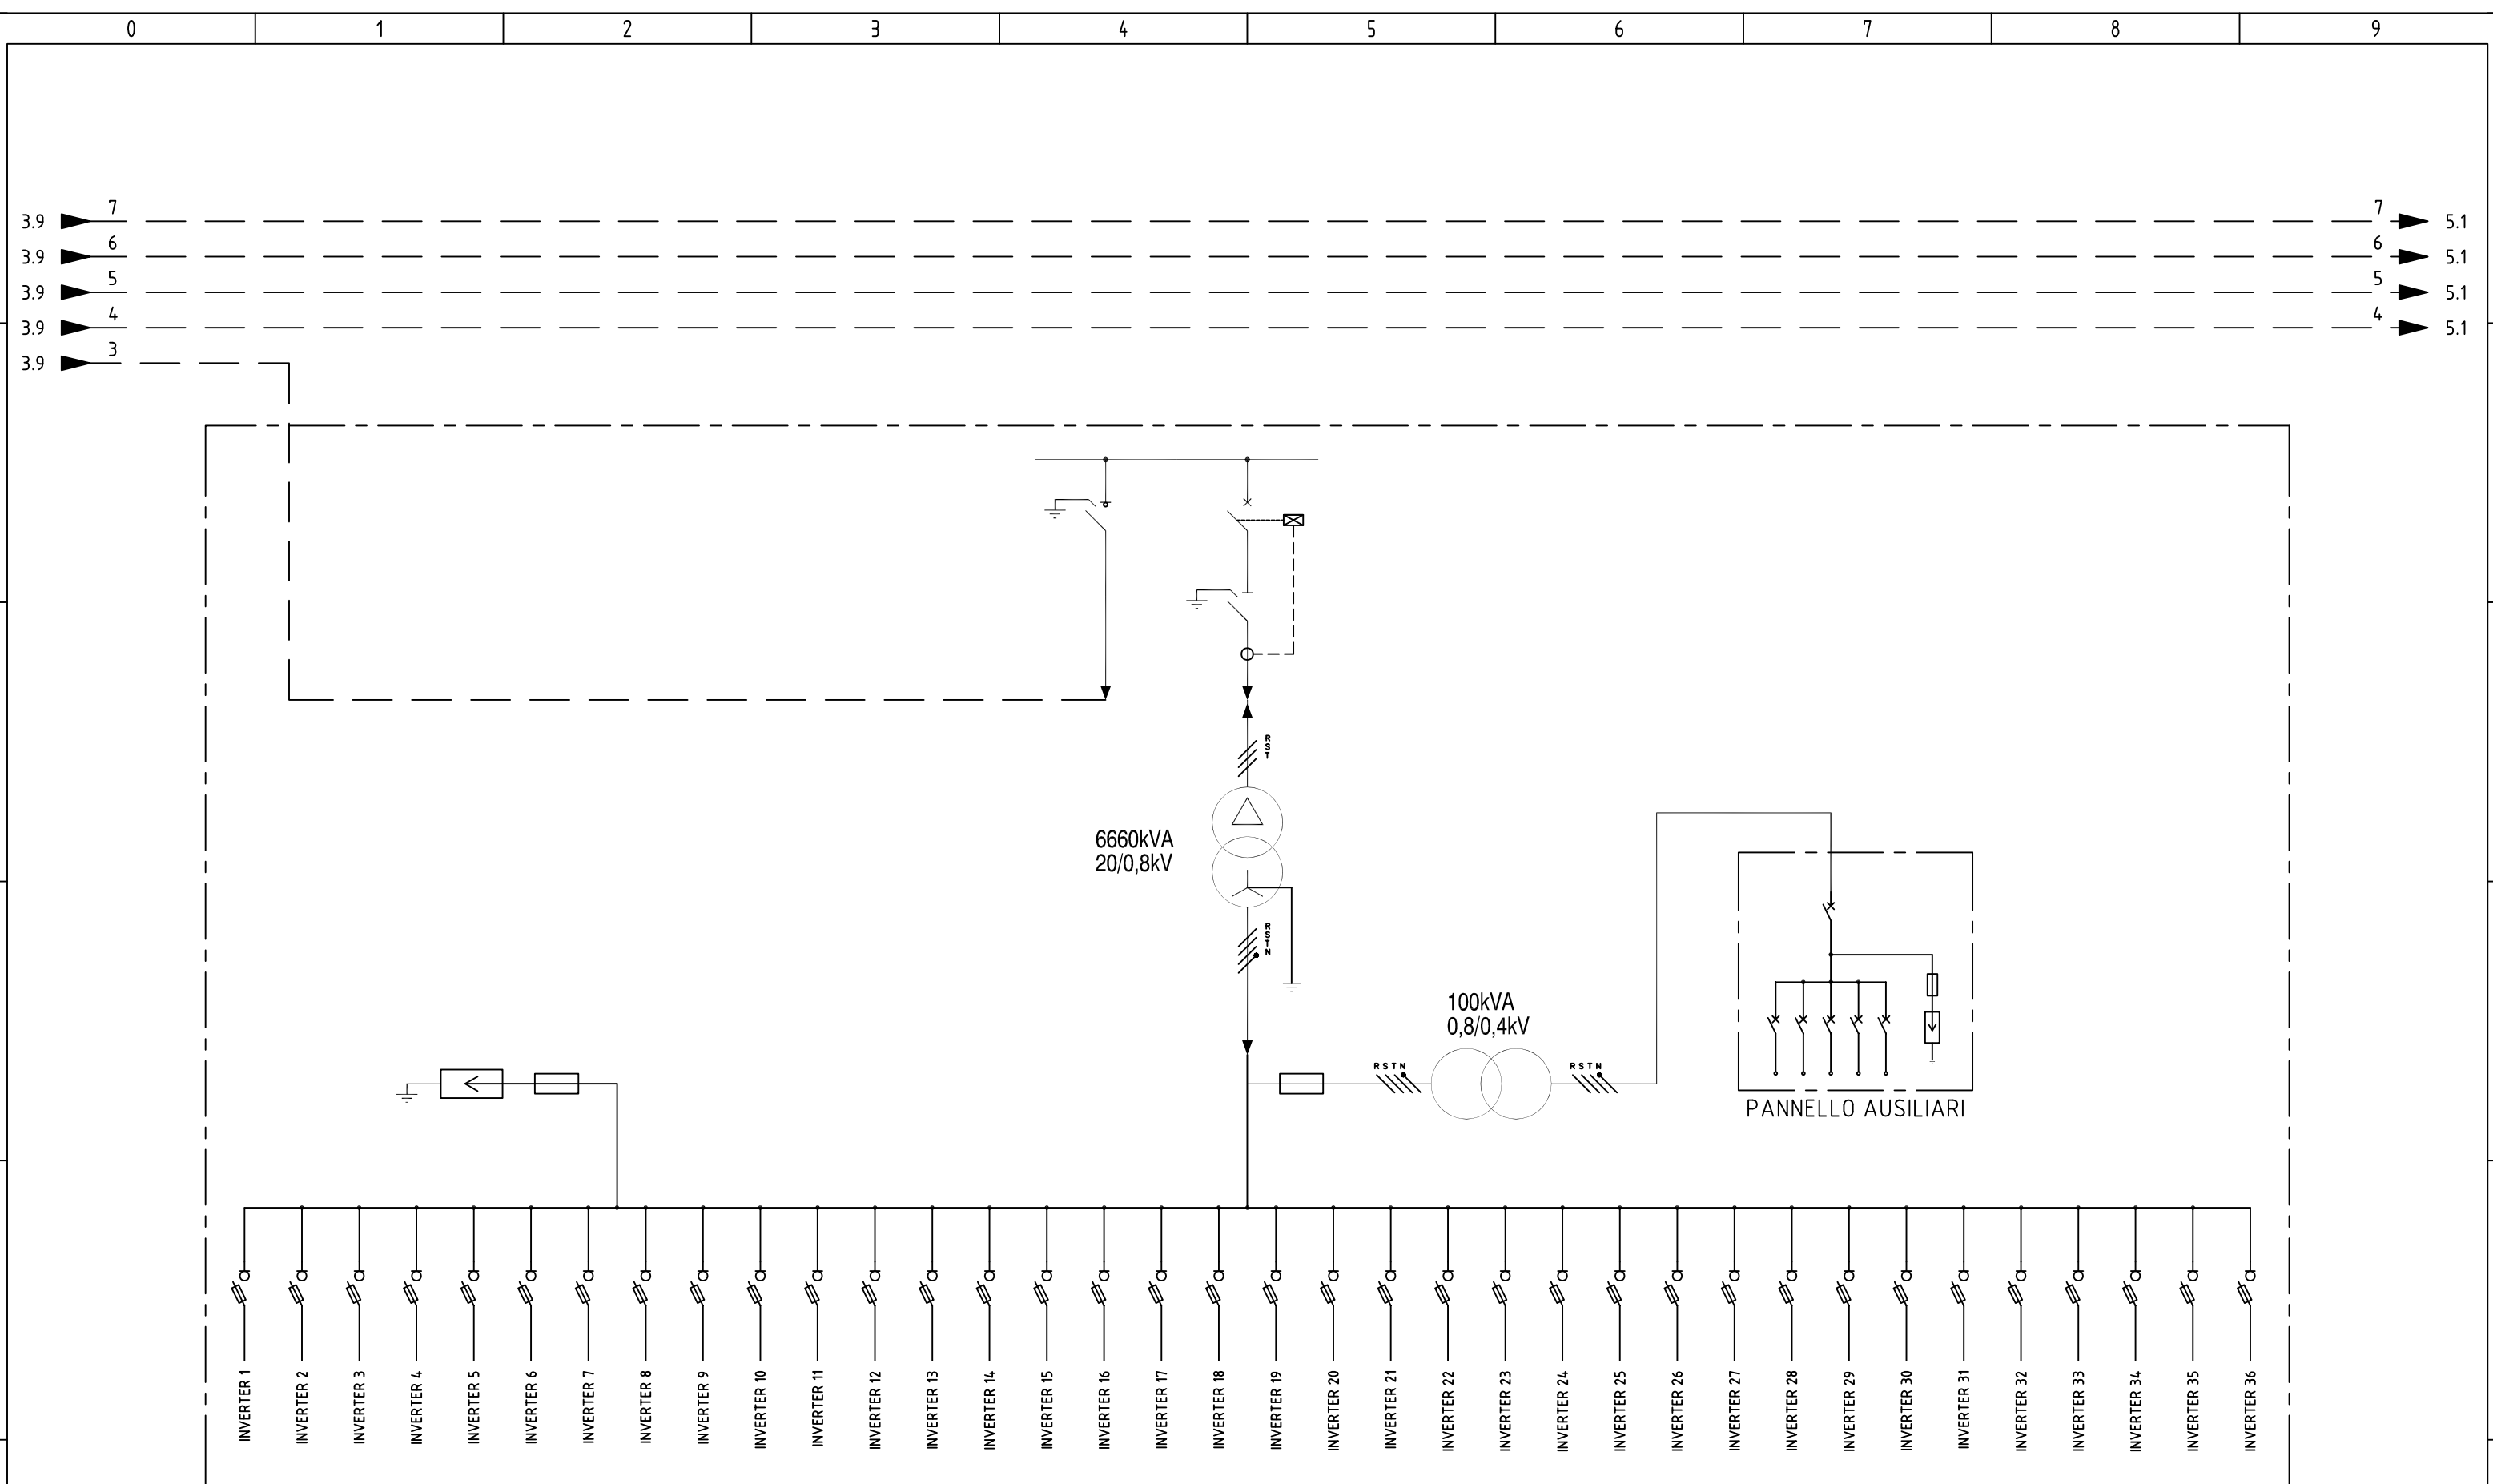 0 1 2 3 4 5 6 7 8 9
7 7
3.9 5.1
6 6
3.9 5.1
5 5
3.9 5.1
4 4
3.9 5.1
3
3.9
R
S
T
6660kVA
20/0,8kV
R
S
T
N
100kVA
0,8/0,4kV
R S T N
R S T N
PANNELLO AUSILIARI
INVERTER 1
INVERTER 2
INVERTER 3
INVERTER 4
INVERTER 5
INVERTER 6
INVERTER 7
INVERTER 8
INVERTER 9
INVERTER 10
INVERTER 11
INVERTER 12
INVERTER 13
INVERTER 14
INVERTER 15
INVERTER 16
INVERTER 17
INVERTER 18
INVERTER 19
INVERTER 20
INVERTER 21
INVERTER 22
INVERTER 23
INVERTER 24
INVERTER 25
INVERTER 26
INVERTER 27
INVERTER 28
INVERTER 29
INVERTER 30
INVERTER 31
INVERTER 32
INVERTER 33
INVERTER 34
INVERTER 35
INVERTER 36